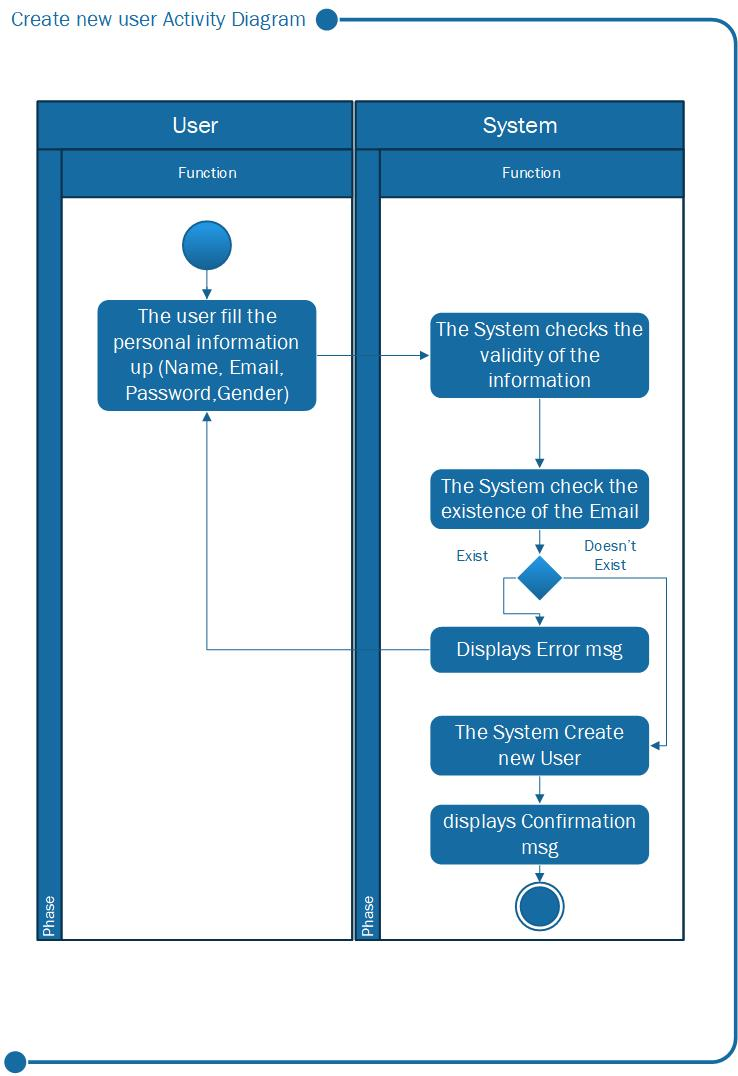 Create new user Activity Diagram
User
System
Function
Function
The user fill the
personal information
up (Name, Email,
Password,Gender)
The System checks the
validity of the
information
The System check the
existence of the Email
Exist
Doesn't
Exist
Displays Error msg
The System Create
new User
displays Confirmation
msg
Phase
Phase